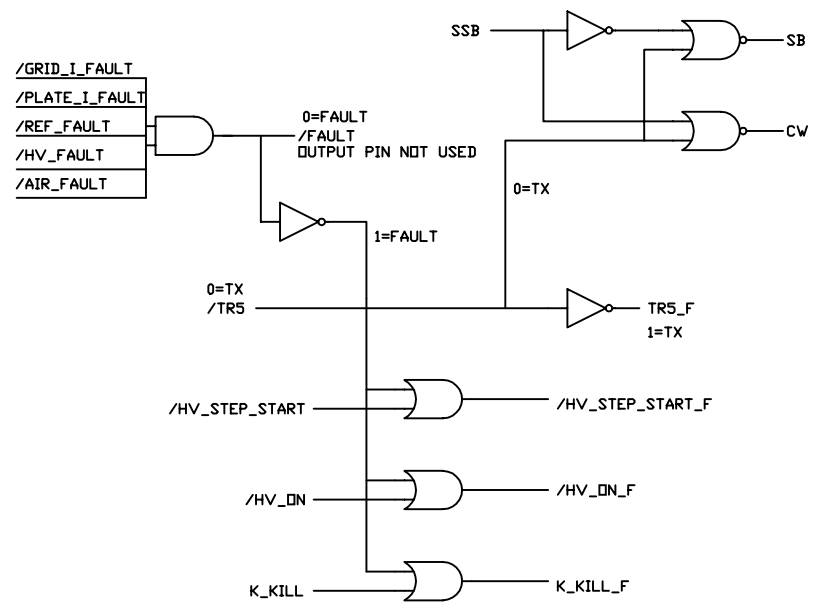 SSB
SB
/GRID_I_FAULT
/PLATE_I_FAULT
/REF_FAULT
/HV_FAULT
/AIR_FAULT
0=FAULT
/FAULT
OUTPUT PIN NOT USED
CW
0=TX
1=FAULT
0=TX
/TR5
TR5_F
1=TX
/HV_STEP_START
/HV_STEP_START_F
/HV_ON
/HV_ON_F
K_KILL
K_KILL_F